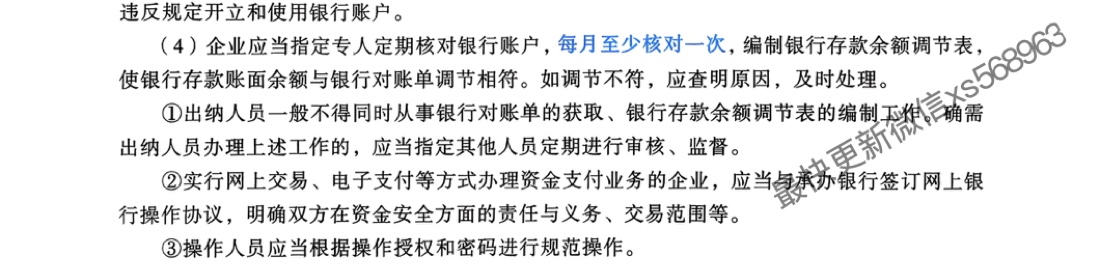 违反规定开立和使用银行账户。
（4）企业应当指定专人定期核对银行账户，每月至少核对一次，编制银行存款余额调节表，
使银行存款账面余额与银行对账单调节相符。如调节不符，应查明原因，及时处理。
①出纳人员一般不得同时从事银行对账单的获取、银行存款余额调节表的编制工作。确需
出纳人员办理上述工作的，应当指定其他人员定期进行审核、监督。
②实行网上交易、电子支付等方式办理资金支付业务的企业，应当与承办银行签订网上银
行操作协议，明确双方在资金安全方面的责任与义务、交易范围等。
③操作人员应当根据操作授权和密码进行规范操作。
最快更新微信xs568963